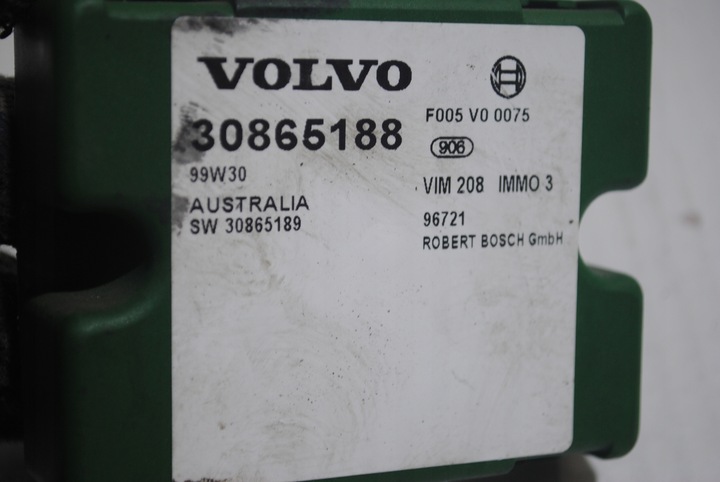 VOLVO
30865188
99W30
AUSTRALIA
SW 30865189
F005 V0 0075
906
VIM 208 IMMO 3
96721
ROBERT BOSCH GmbH